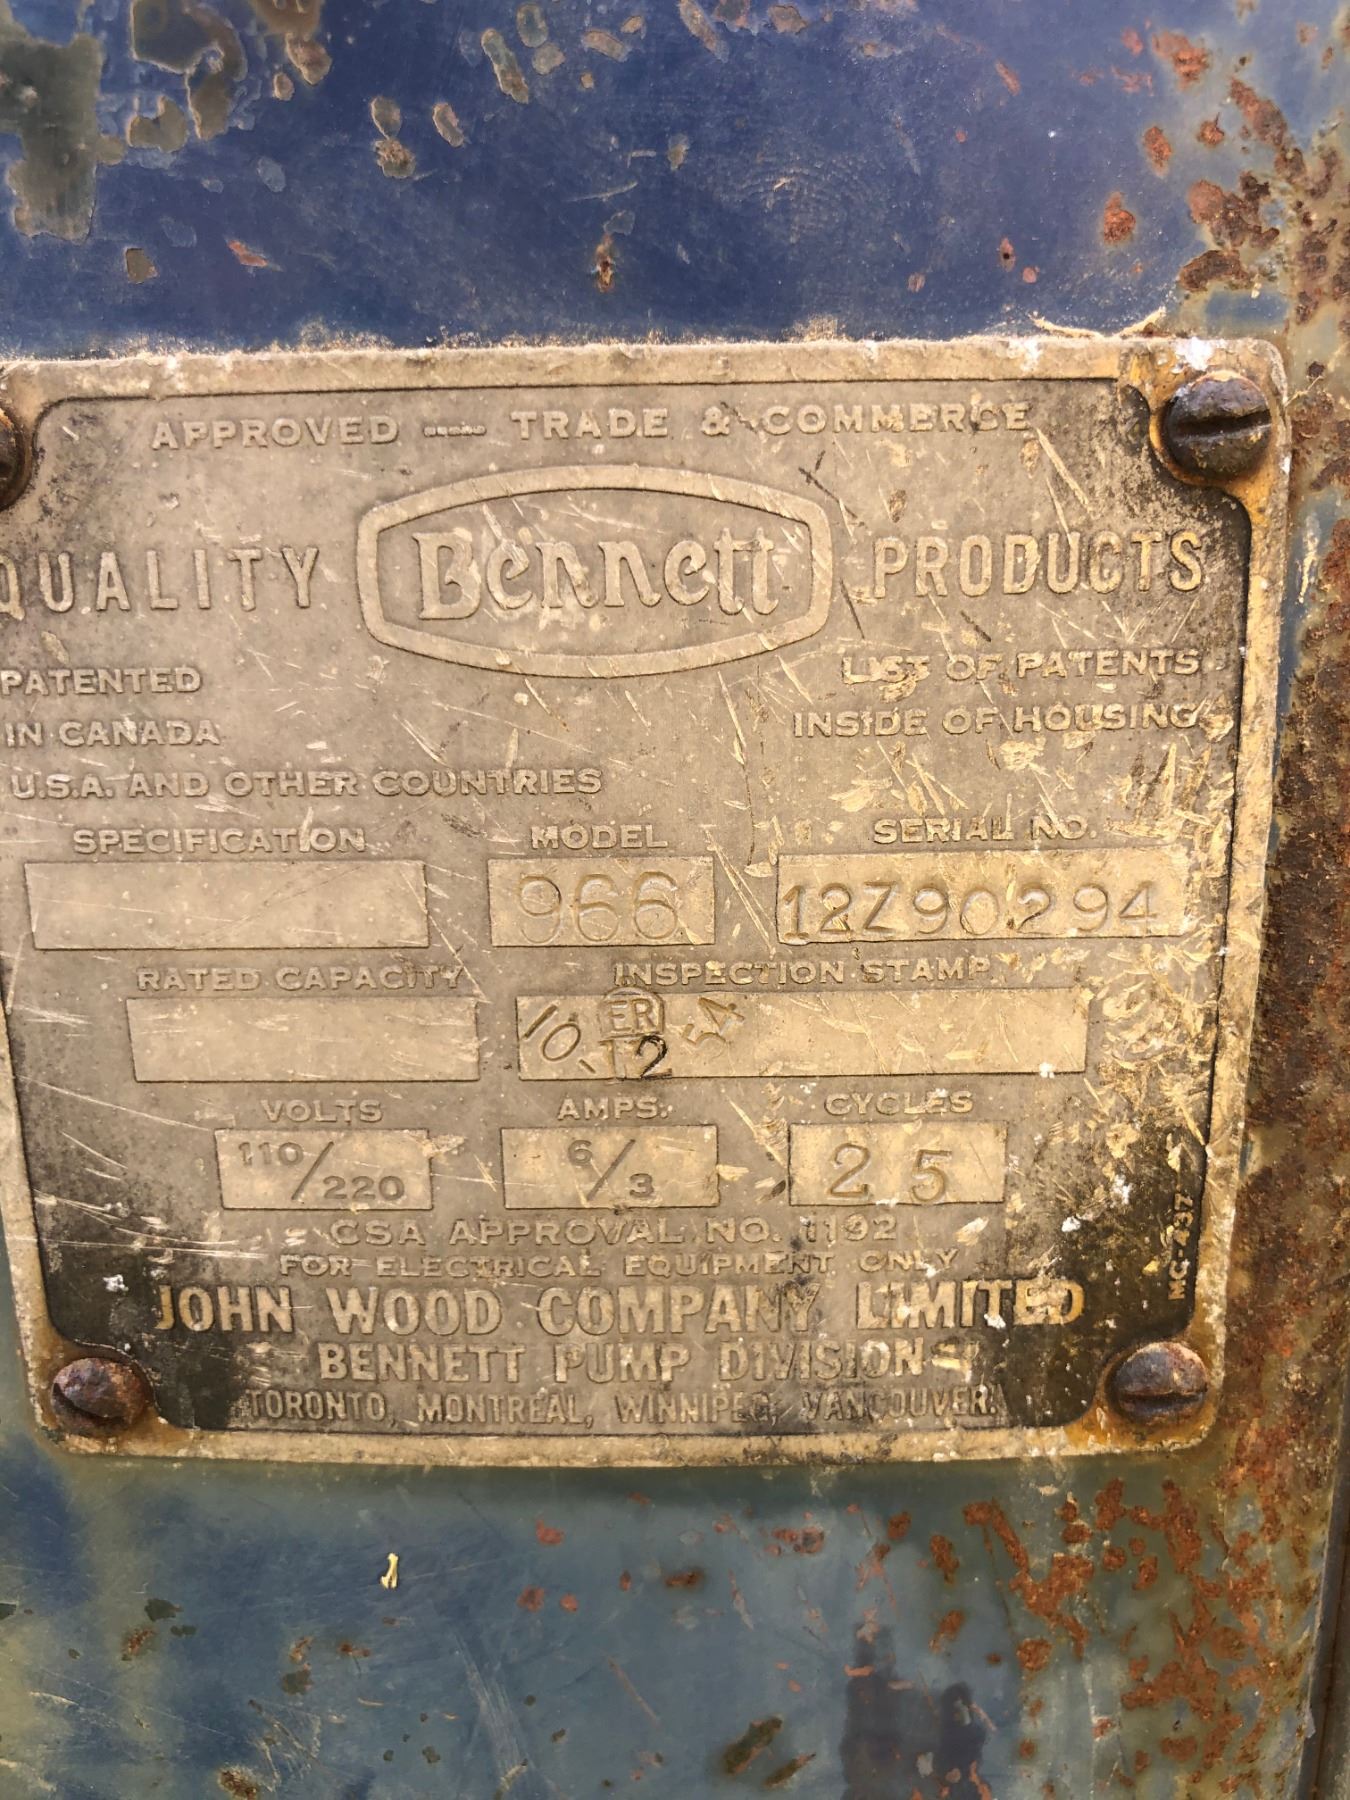 APPROVED --- TRADE & COMMERCE
QUALITY Bennett PRODUCTS
PATENTED
IN CANADA
U.S.A. AND OTHER COUNTRIES
LIST OF PATENTS
INSIDE OF HOUSING
SPECIFICATION MODEL SERIAL NO.
966 12Z90294
RATED CAPACITY INSPECTION STAMP
10 ER 12 54
VOLTS AMPS. CYCLES
110/220 6/3 25
CSA APPROVAL NO. 1192
FOR ELECTRICAL EQUIPMENT ONLY
JOHN WOOD COMPANY LIMITED
BENNETT PUMP DIVISION
TORONTO, MONTREAL, WINNIPEG, VANCOUVER.
MC-437